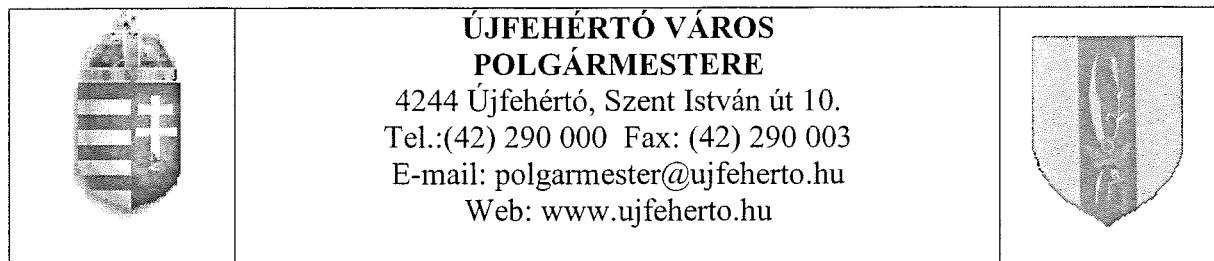 ÚJFEHÉRTÓ VÁROS
POLGÁRMESTERE
4244 Újfehértó, Szent István út 10.
Tel.:(42) 290 000 Fax: (42) 290 003
E-mail: polgarmester@ujfeherto.hu
Web: www.ujfeherto.hu